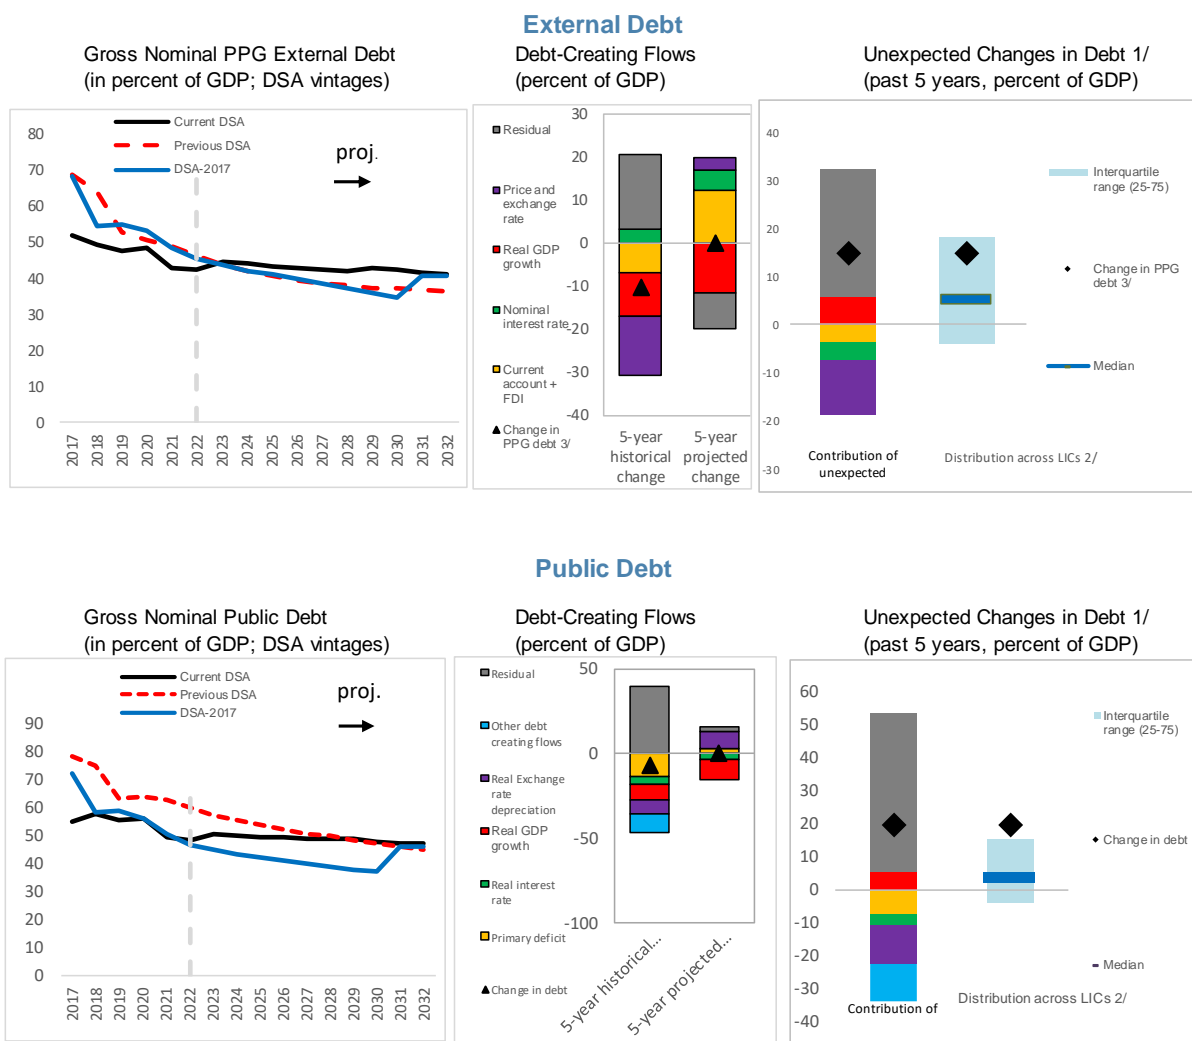 External Debt
Gross Nominal PPG External Debt
(in percent of GDP; DSA vintages)
Current DSA
Previous DSA
DSA-2017
proj.
80
70
60
50
40
30
20
10
0
2017
2018
2019
2020
2021
2022
2023
2024
2025
2026
2027
2028
2029
2030
2031
2032
Debt-Creating Flows
(percent of GDP)
Residual
Price and
exchange
rate
Real GDP
growth
Nominal
interest rate
Current
account +
FDI
Change in
PPG debt 3/
30
20
10
0
-10
-20
-30
-40
5-year
historical
change
5-year
projected
change
Unexpected Changes in Debt 1/
(past 5 years, percent of GDP)
40
30
20
10
0
-10
-20
-30
Interquartile
range (25-75)
Change in PPG
debt 3/
Median
Contribution of
unexpected
Distribution across LICs 2/
Public Debt
Gross Nominal Public Debt
(in percent of GDP; DSA vintages)
Current DSA
Previous DSA
DSA-2017
proj.
90
80
70
60
50
40
30
20
10
0
2017
2018
2019
2020
2021
2022
2023
2024
2025
2026
2027
2028
2029
2030
2031
2032
Debt-Creating Flows
(percent of GDP)
Residual
Other debt
creating flows
Real Exchange
rate
depreciation
Real GDP
growth
Real interest
rate
Primary deficit
Change in debt
50
0
-50
-100
5-year historical...
5-year projected...
Unexpected Changes in Debt 1/
(past 5 years, percent of GDP)
60
50
40
30
20
10
0
-10
-20
-30
-40
Interquartile
range (25-75)
Change in debt
Median
Contribution of
Distribution across LICs 2/